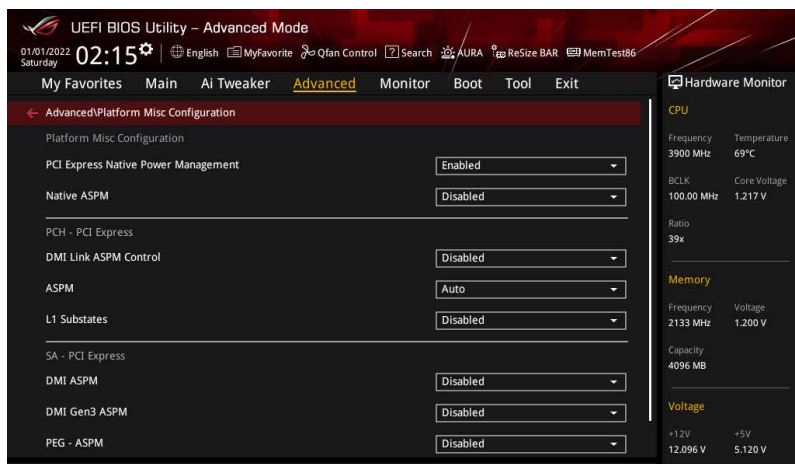 UEFI BIOS Utility – Advanced Mode
01/01/2022 Saturday 02:15 English MyFavorite Qfan Control ? Search AURA ReSize BAR MemTest86
My Favorites Main Ai Tweaker Advanced Monitor Boot Tool Exit
Advanced\Platform Misc Configuration
Platform Misc Configuration
PCI Express Native Power Management Enabled
Native ASPM Disabled
PCH - PCI Express
DMI Link ASPM Control Disabled
ASPM Auto
L1 Substates Disabled
SA - PCI Express
DMI ASPM Disabled
DMI Gen3 ASPM Disabled
PEG - ASPM Disabled
Hardware Monitor
CPU
Frequency Temperature
3900 MHz 69°C
BCLK Core Voltage
100.00 MHz 1.217 V
Ratio
39x
Memory
Frequency Voltage
2133 MHz 1.200 V
Capacity
4096 MB
Voltage
+12V +5V
12.096 V 5.120 V